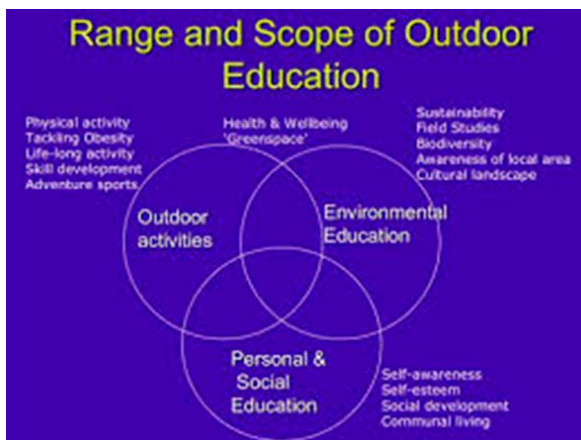 Range and Scope of Outdoor
Education
Physical activity
Tackling Obesity
Life-long activity
Skill development
Adventure sports
Health & Wellbeing
'Greenspace'
Sustainability
Field Studies
Biodiversity
Awareness of local area
Cultural landscape
Outdoor
activities
Environmental
Education
Personal &
Social
Education
Self-awareness
Self-esteem
Social development
Communal living